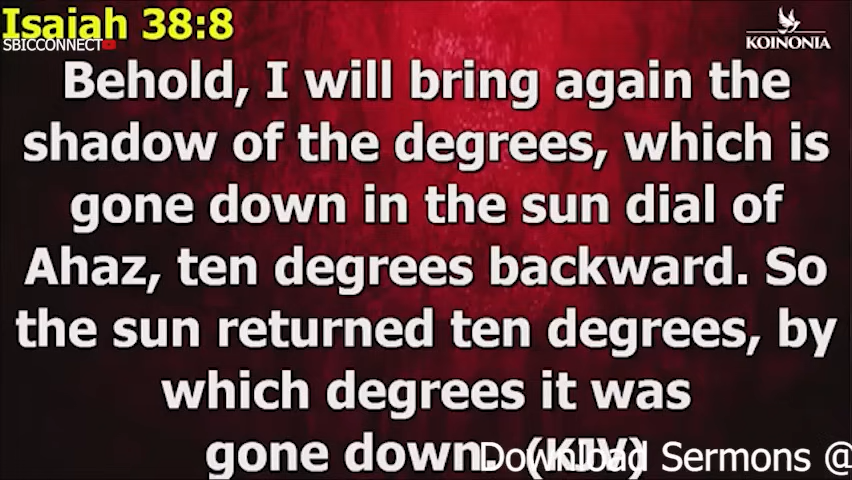 Isaiah 38:8
SBICCONNECT
KOINONIA
Behold, I will bring again the
shadow of the degrees, which is
gone down in the sun dial of
Ahaz, ten degrees backward. So
the sun returned ten degrees, by
which degrees it was
gone down. (KJV)
Download Sermons @